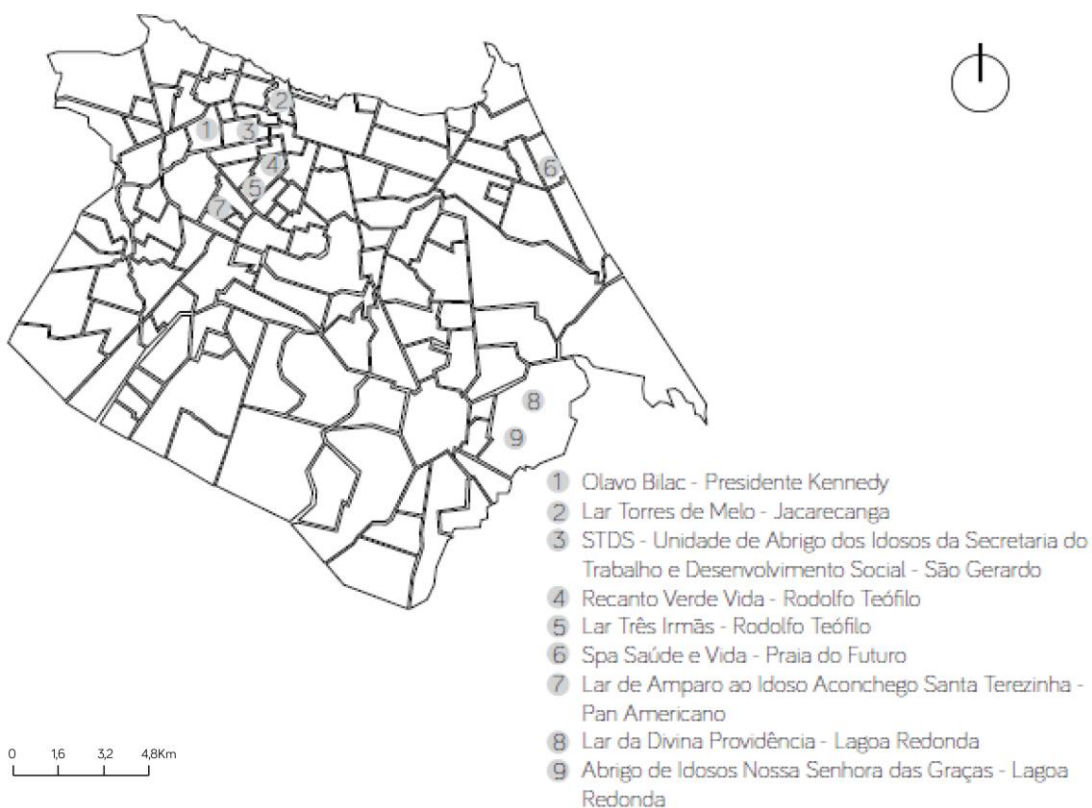 2
1
3
4
6
5
7
8
9
1 Olavo Bilac - Presidente Kennedy
2 Lar Torres de Melo - Jacarecanga
3 STDS - Unidade de Abrigo dos Idosos da Secretaria do
Trabalho e Desenvolvimento Social - São Gerardo
4 Recanto Verde Vida - Rodolfo Teófilo
5 Lar Três Irmãs - Rodolfo Teófilo
6 Spa Saúde e Vida - Praia do Futuro
7 Lar de Amparo ao Idoso Aconchego Santa Terezinha -
Pan Americano
8 Lar da Divina Providência - Lagoa Redonda
9 Abrigo de Idosos Nossa Senhora das Graças - Lagoa
Redonda
0 1,6 3,2 4,8Km